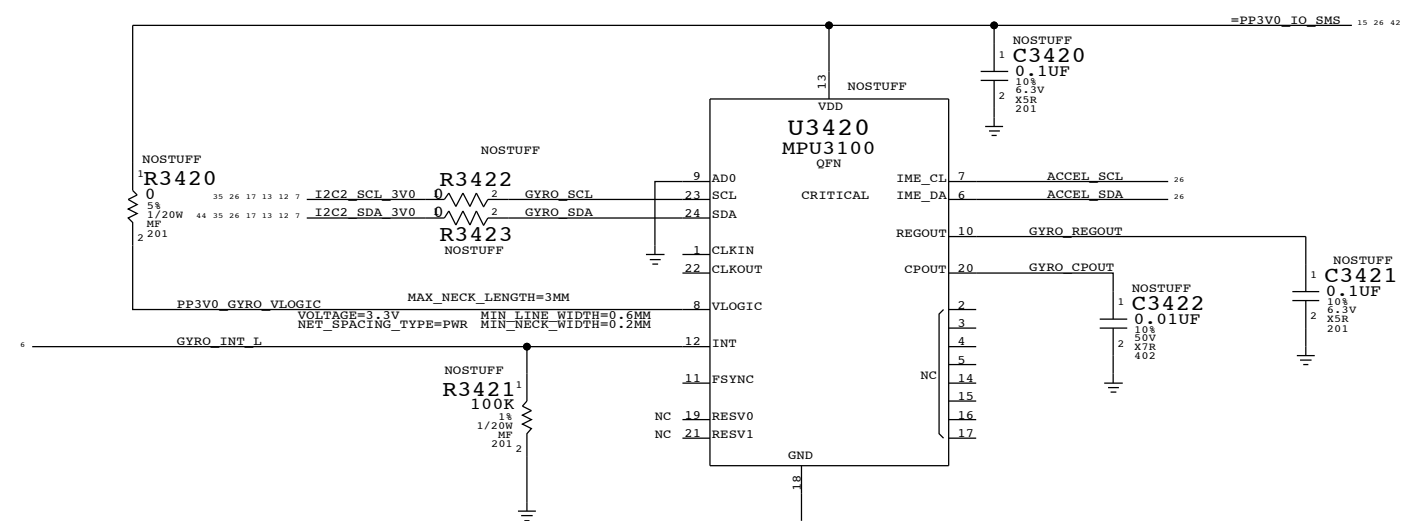 =PP3V0_IO_SMS 15 26 42
NOSTUFF
1 C3420
0.1UF
10%
6.3V
2 X5R
201
13
NOSTUFF
VDD
U3420
MPU3100
QFN
CRITICAL
NOSTUFF
1 R3420
0
5%
1/20W
MF
2 201
NOSTUFF
R3422
35 26 17 13 12 7 I2C2_SCL_3V0 0 2 GYRO_SCL
44 35 26 17 13 12 7 I2C2_SDA_3V0 0 2 GYRO_SDA
R3423
NOSTUFF
9 AD0
23 SCL
24 SDA
1 CLKIN
22 CLKOUT
8 VLOGIC
12 INT
11 FSYNC
NC 19 RESV0
NC 21 RESV1
IME_CL 7 ACCEL_SCL 26
IME_DA 6 ACCEL_SDA 26
REGOUT 10 GYRO_REGOUT
CPOUT 20 GYRO_CPOUT
NC
2
3
4
5
14
15
16
17
PP3V0_GYRO_VLOGIC MAX_NECK_LENGTH=3MM
VOLTAGE=3.3V MIN_LINE_WIDTH=0.6MM
NET_SPACING_TYPE=PWR MIN_NECK_WIDTH=0.2MM
6 GYRO_INT_L
NOSTUFF
R3421 1
100K
1%
1/20W
MF
201 2
NOSTUFF
1 C3422
0.01UF
10%
2 50V
X7R
402
NOSTUFF
1 C3421
0.1UF
10%
6.3V
2 X5R
201
GND
18